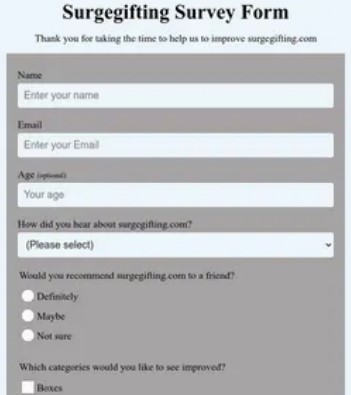 Surgegifting Survey Form
Thank you for taking the time to help us to improve surgegifting.com
Name
Enter your name
Email
Enter your Email
Age (optional)
Your age
How did you hear about surgegifting.com?
(Please select)
Would you recommend surgegifting.com to a friend?
Definitely
Maybe
Not sure
Which categories would you like to see improved?
Boxes